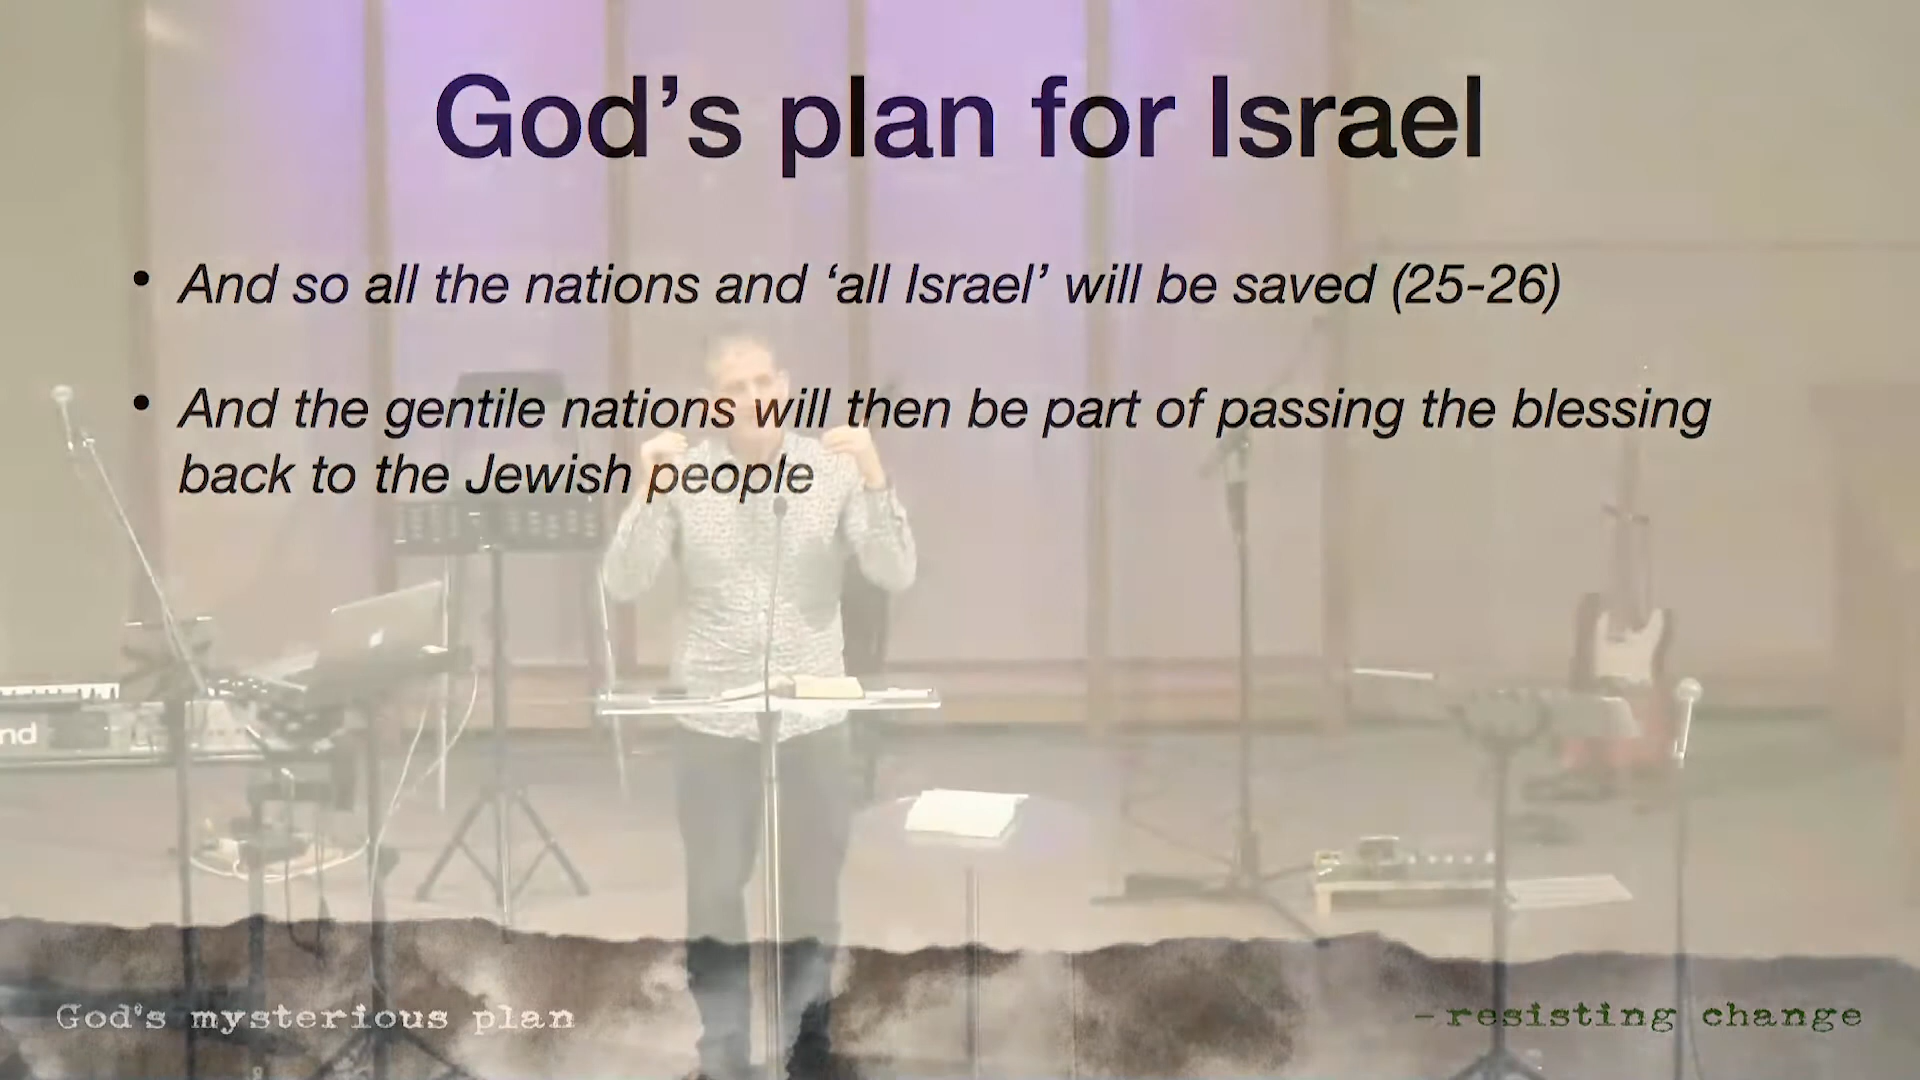 God’s plan for Israel
• And so all the nations and ‘all Israel’ will be saved (25-26)
• And the gentile nations will then be part of passing the blessing
back to the Jewish people
nd
God's mysterious plan
- resisting change